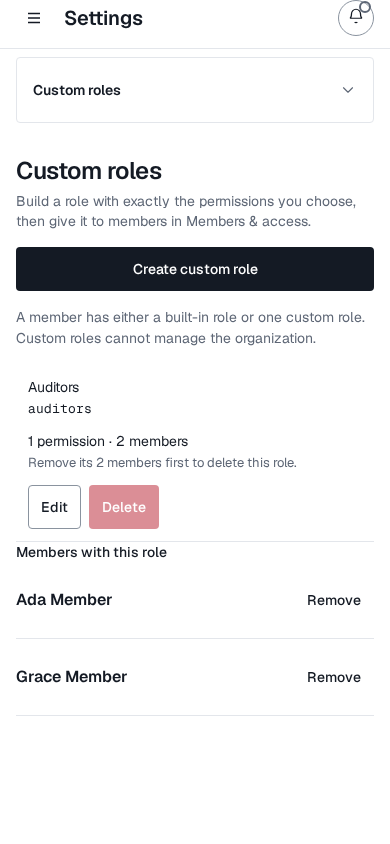 Settings
Custom roles
Custom roles
Build a role with exactly the permissions you choose,
then give it to members in Members & access.
Create custom role
A member has either a built-in role or one custom role.
Custom roles cannot manage the organization.
Auditors
auditors
1 permission · 2 members
Remove its 2 members first to delete this role.
Edit Delete
Members with this role
Ada Member Remove
Grace Member Remove